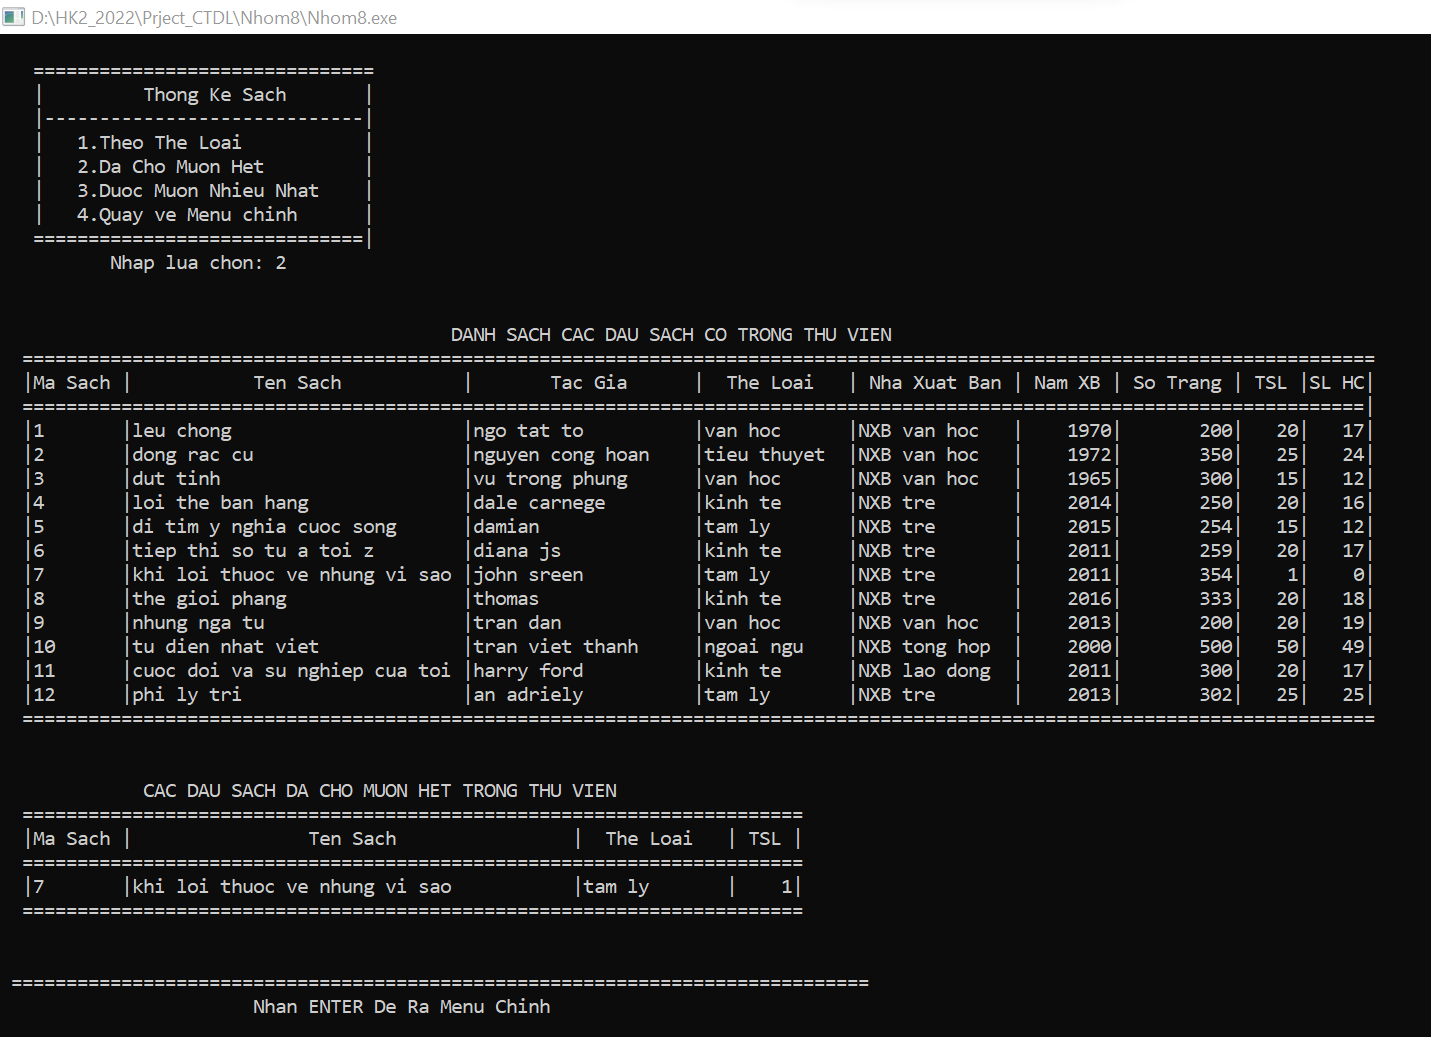 D:\HK2_2022\Prject_CTDL\Nhom8\Nhom8.exe
===============================
|         Thong Ke Sach       |
|-----------------------------|
|   1.Theo The Loai           |
|   2.Da Cho Muon Het         |
|   3.Duoc Muon Nhieu Nhat    |
|   4.Quay ve Menu chinh      |
==============================|
Nhap lua chon: 2
DANH SACH CAC DAU SACH CO TRONG THU VIEN
|Ma Sach | Ten Sach | Tac Gia | The Loai | Nha Xuat Ban | Nam XB | So Trang | TSL |SL HC|
|1 |leu chong |ngo tat to |van hoc |NXB van hoc | 1970| 200| 20| 17|
|2 |dong rac cu |nguyen cong hoan |tieu thuyet |NXB van hoc | 1972| 350| 25| 24|
|3 |dut tinh |vu trong phung |van hoc |NXB van hoc | 1965| 300| 15| 12|
|4 |loi the ban hang |dale carnege |kinh te |NXB tre | 2014| 250| 20| 16|
|5 |di tim y nghia cuoc song |damian |tam ly |NXB tre | 2015| 254| 15| 12|
|6 |tiep thi so tu a toi z |diana js |kinh te |NXB tre | 2011| 259| 20| 17|
|7 |khi loi thuoc ve nhung vi sao |john sreen |tam ly |NXB tre | 2011| 354| 1| 0|
|8 |the gioi phang |thomas |kinh te |NXB tre | 2016| 333| 20| 18|
|9 |nhung nga tu |tran dan |van hoc |NXB van hoc | 2013| 200| 20| 19|
|10 |tu dien nhat viet |tran viet thanh |ngoai ngu |NXB tong hop | 2000| 500| 50| 49|
|11 |cuoc doi va su nghiep cua toi |harry ford |kinh te |NXB lao dong | 2011| 300| 20| 17|
|12 |phi ly tri |an adriely |tam ly |NXB tre | 2013| 302| 25| 25|
CAC DAU SACH DA CHO MUON HET TRONG THU VIEN
|Ma Sach | Ten Sach | The Loai | TSL |
|7 |khi loi thuoc ve nhung vi sao |tam ly | 1|
Nhan ENTER De Ra Menu Chinh